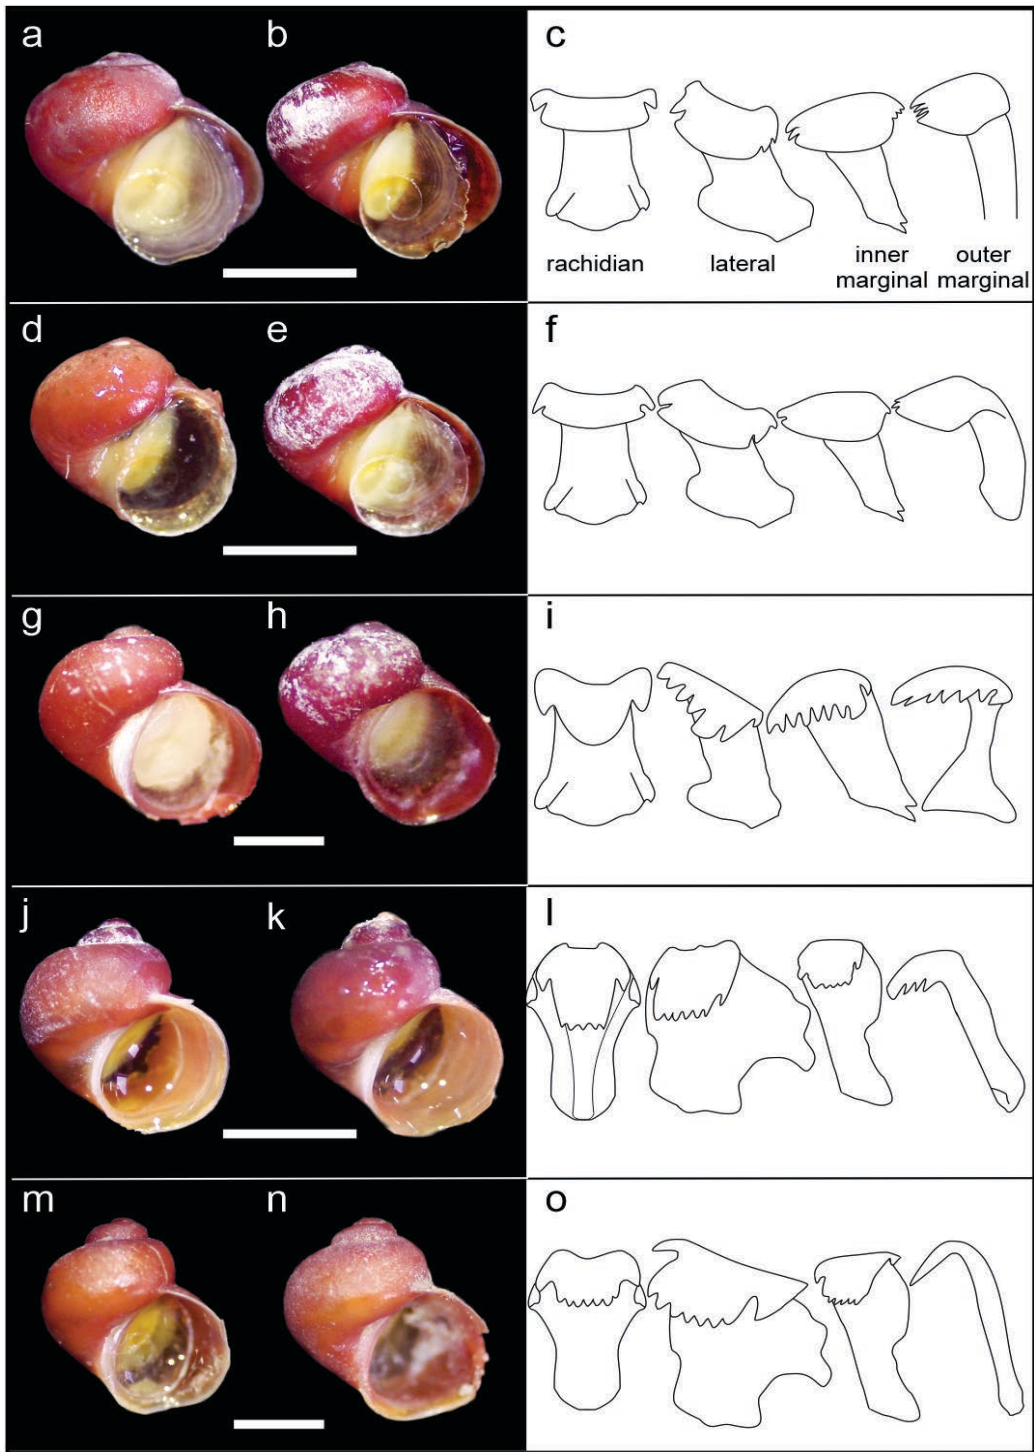 a
b
c
rachidian
lateral
inner
marginal
outer
marginal
d
e
f
g
h
i
j
k
l
m
n
o